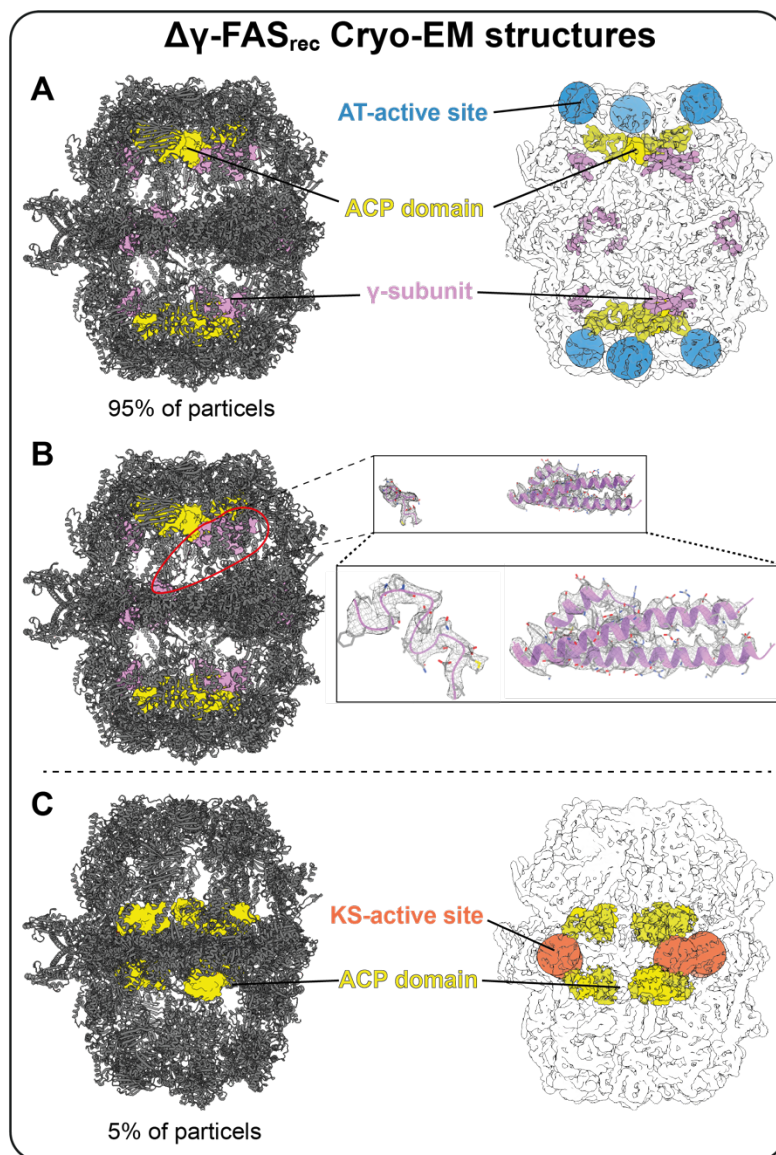 Δγ-FASrec Cryo-EM structures
A
AT-active site
ACP domain
γ-subunit
95% of particels
B
C
KS-active site
ACP domain
5% of particels